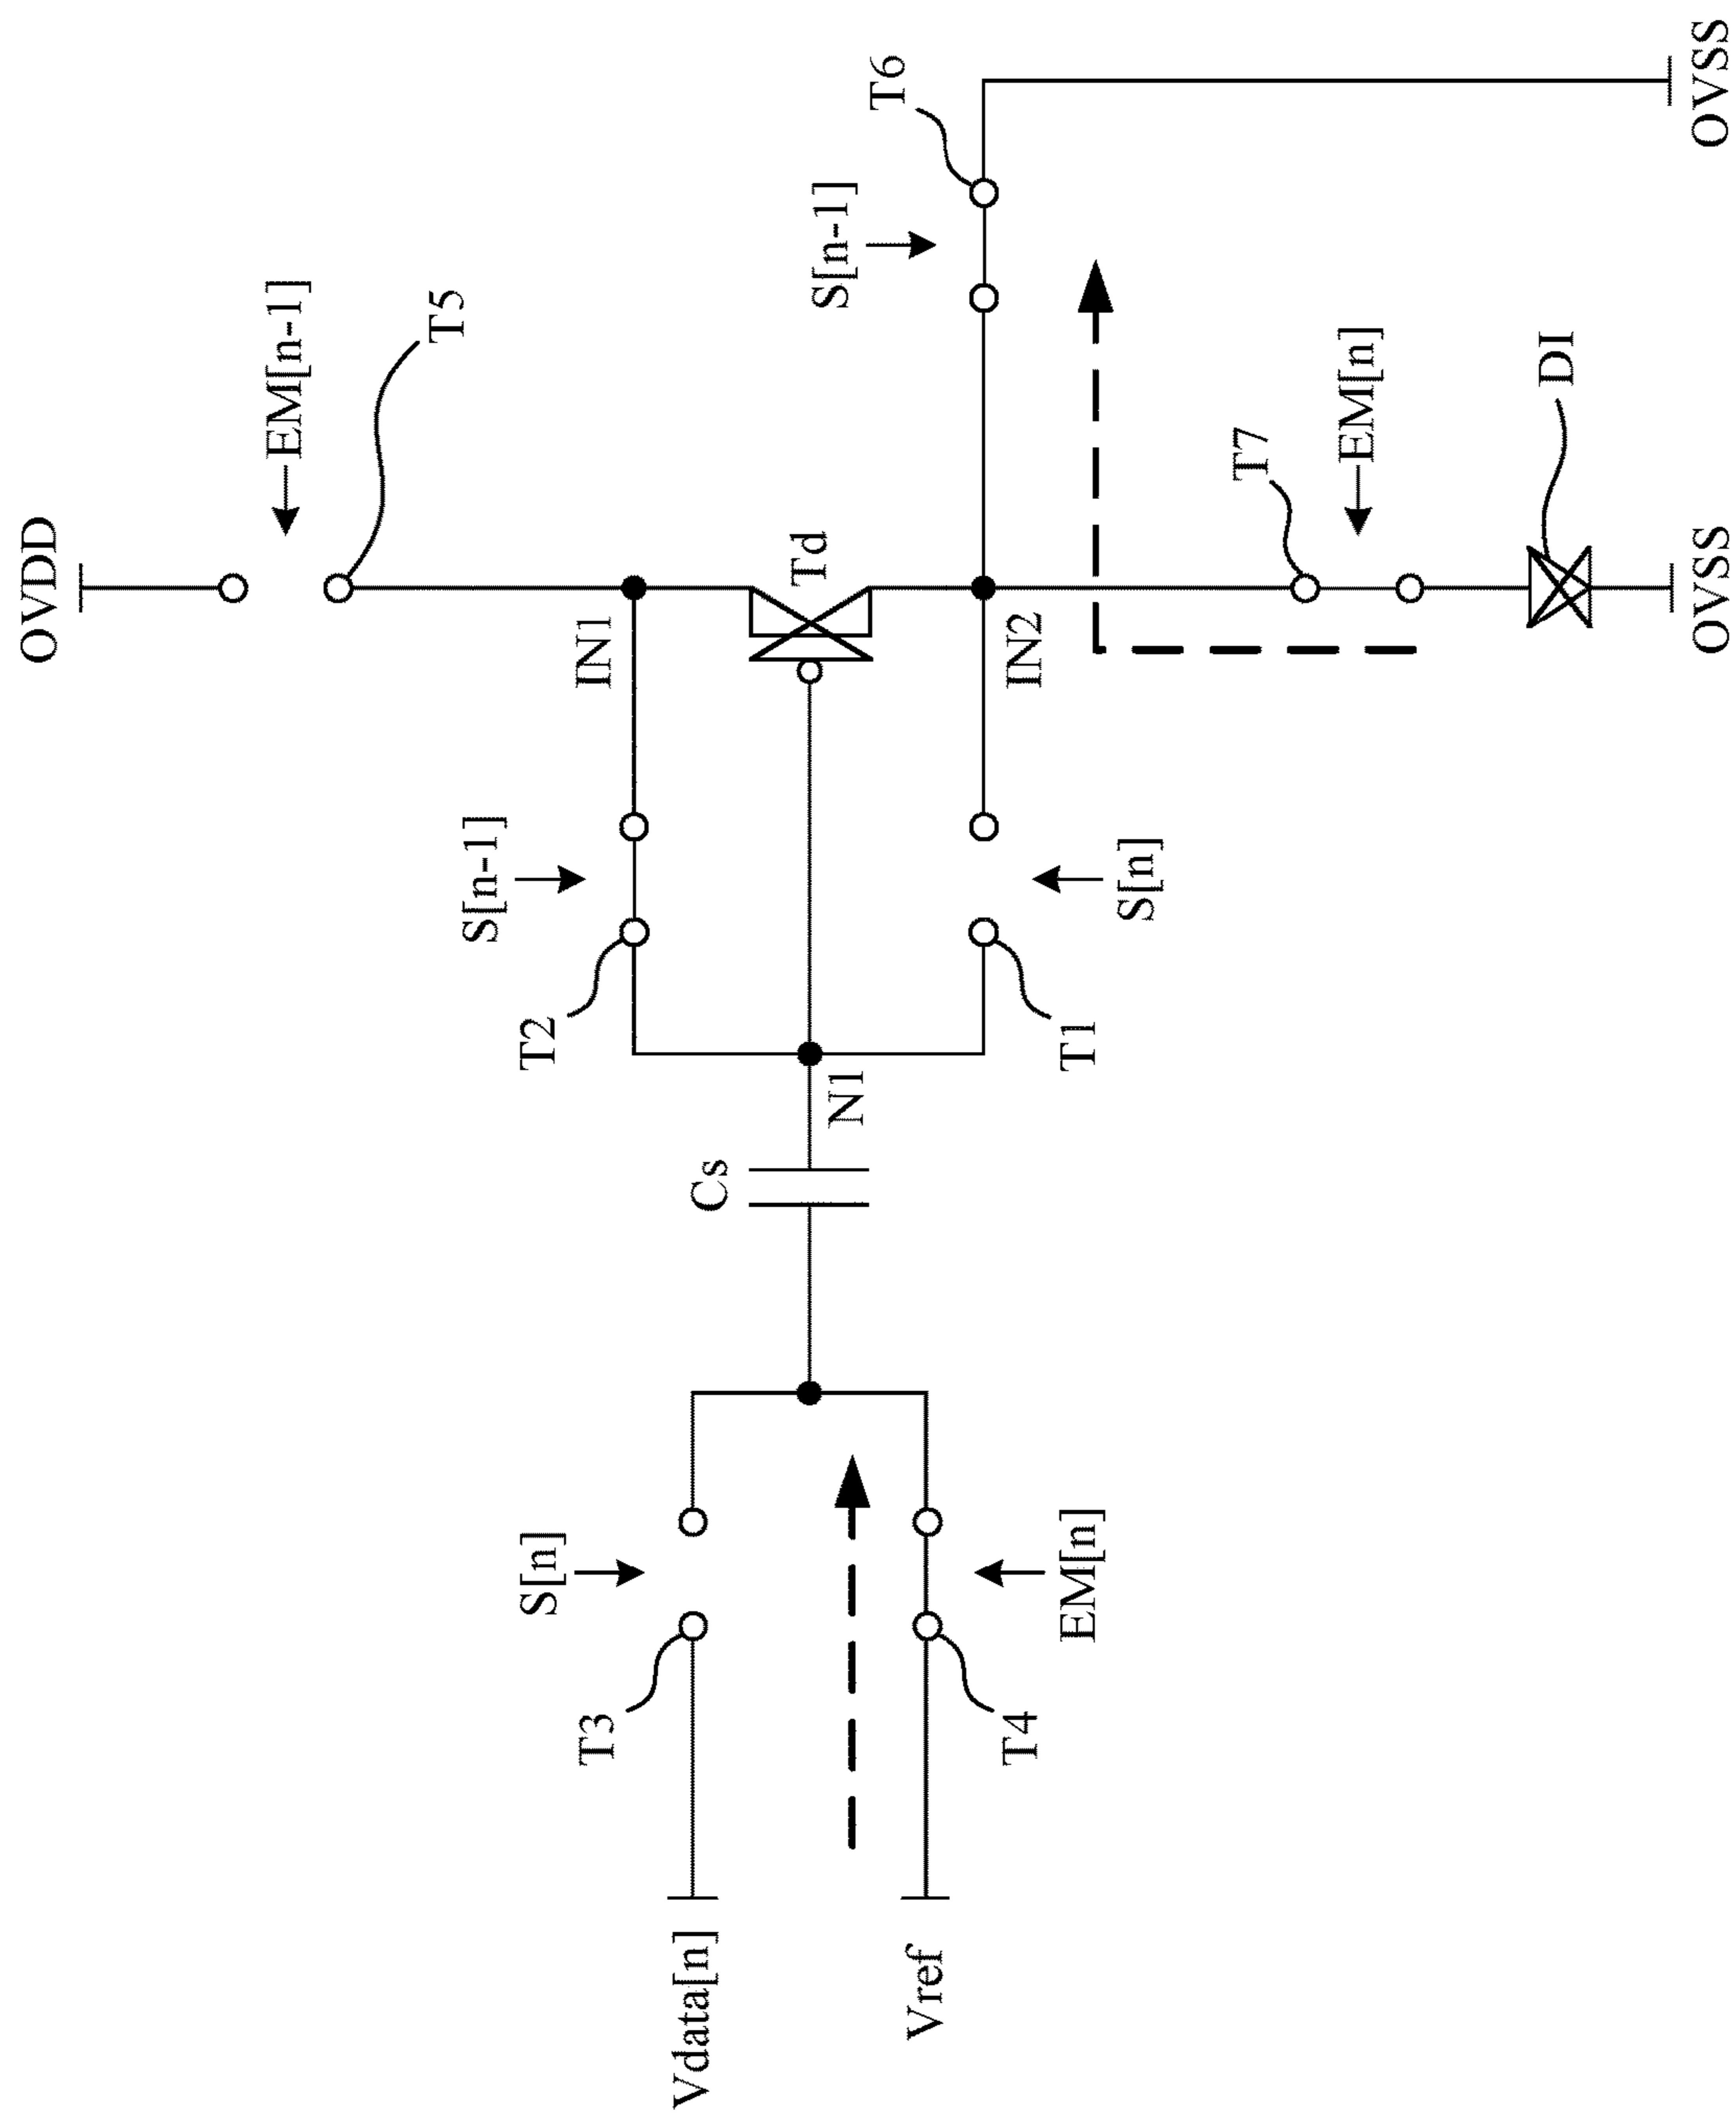 OVDD
EM[n-1]
T5
T6
S[n-1]
IN1
Td
S[n-1]
T2
IN2
T7
EM[n]
DI
S[n]
T1
N1
Cs
S[n]
T3
EM[n]
T4
Vdata[n]
Vref
OVSS
OVSS